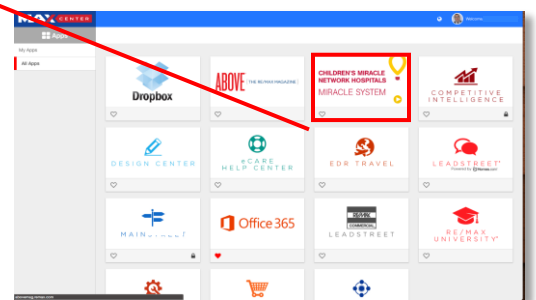 MAX CENTER
Welcome
Apps
My Apps
All Apps
Dropbox
ABOVE THE RE/MAX MAGAZINE
CHILDREN'S MIRACLE
NETWORK HOSPITALS
MIRACLE SYSTEM
COMPETITIVE
INTELLIGENCE
DESIGN CENTER
eCARE
HELP CENTER
EDR TRAVEL
LEADSTREET
Powered by
Office 365
RE/MAX
COMMERCIAL
LEADSTREET
RE/MAX
UNIVERSITY